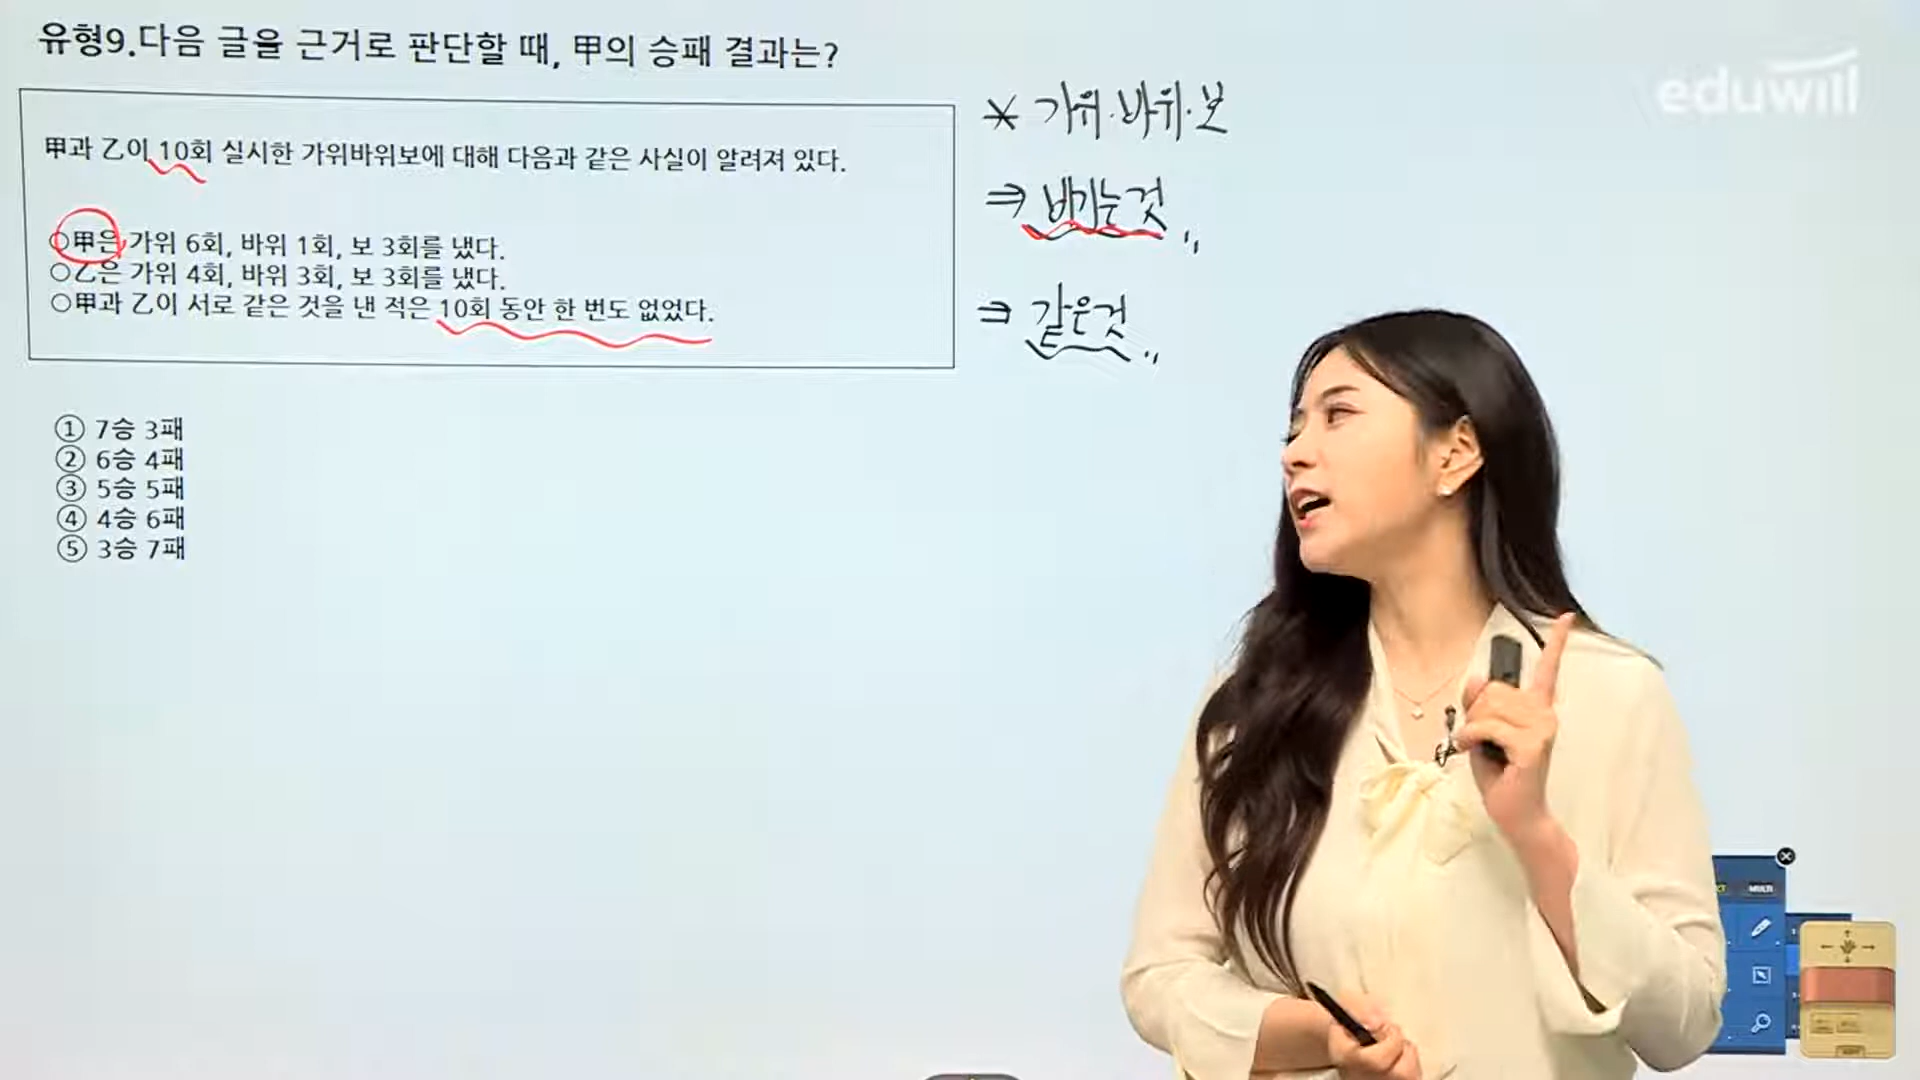 유형9.다음 글을 근거로 판단할 때, 甲의 승패 결과는?
eduwill
甲과 乙이 10회 실시한 가위바위보에 대해 다음과 같은 사실이 알려져 있다.
○甲은 가위 6회, 바위 1회, 보 3회를 냈다.
○乙은 가위 4회, 바위 3회, 보 3회를 냈다.
○甲과 乙이 서로 같은 것을 낸 적은 10회 동안 한 번도 없었다.
① 7승 3패
② 6승 4패
③ 5승 5패
④ 4승 6패
⑤ 3승 7패
* 가위·바위·보
⇒ 비기는것
⇒ 같은것
MULTI